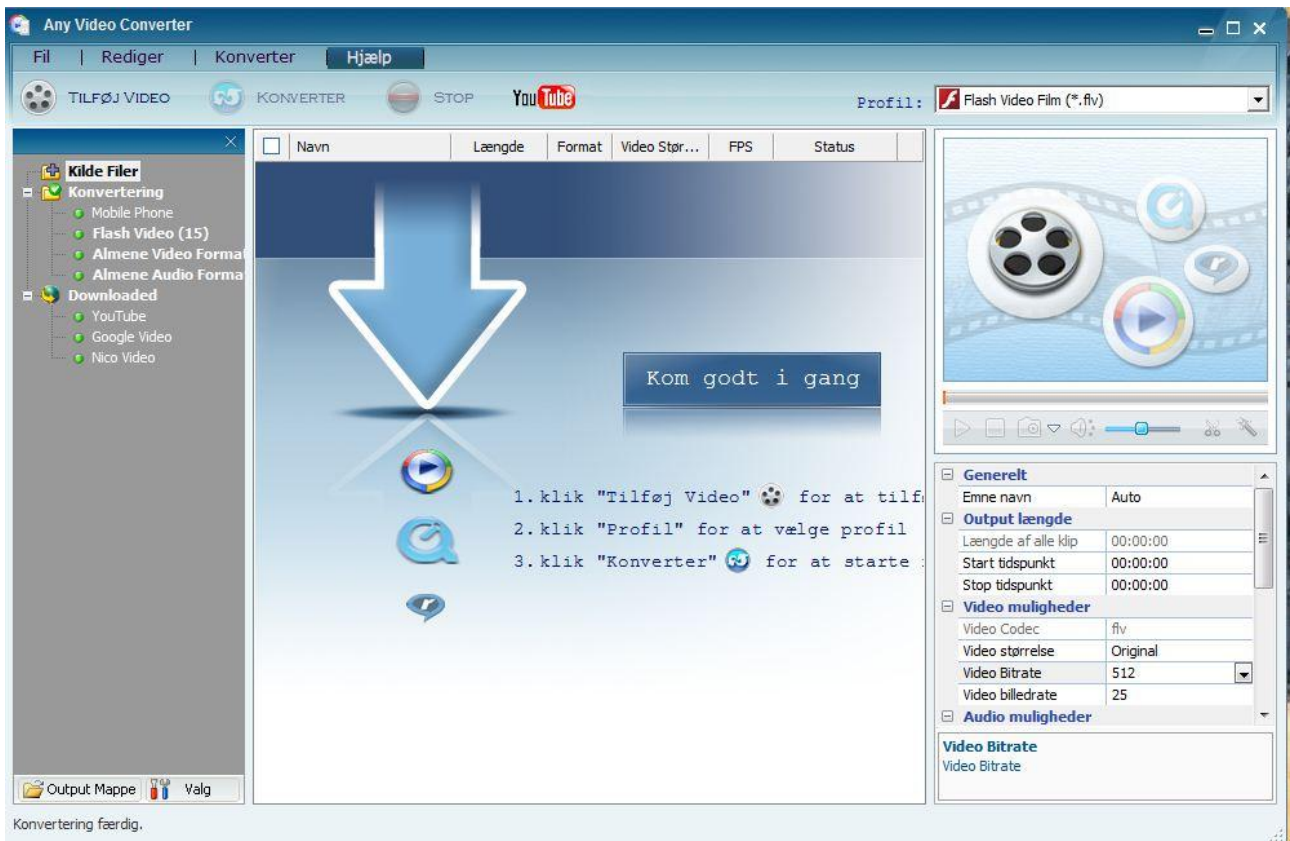 Any Video Converter
Fil | Rediger | Konverter | Hjælp
TILFØJ VIDEO KONVERTER STOP YouTube Profil: Flash Video Film (*.flv)
Kilde Filer
Konvertering
Mobile Phone
Flash Video (15)
Almene Video Format
Almene Audio Forma
Downloaded
YouTube
Google Video
Nico Video
Output Mappe Valg
Navn Længde Format Video Stør... FPS Status
Kom godt i gang
1. klik "Tilføj Video" for at tilf
2. klik "Profil" for at vælge profil
3. klik "Konverter" for at starte
Generelt
Emne navn Auto
Output længde
Længde af alle klip 00:00:00
Start tidspunkt 00:00:00
Stop tidspunkt 00:00:00
Video muligheder
Video Codec flv
Video størrelse Original
Video Bitrate 512
Video billedrate 25
Audio muligheder
Video Bitrate
Video Bitrate
Konvertering færdig.